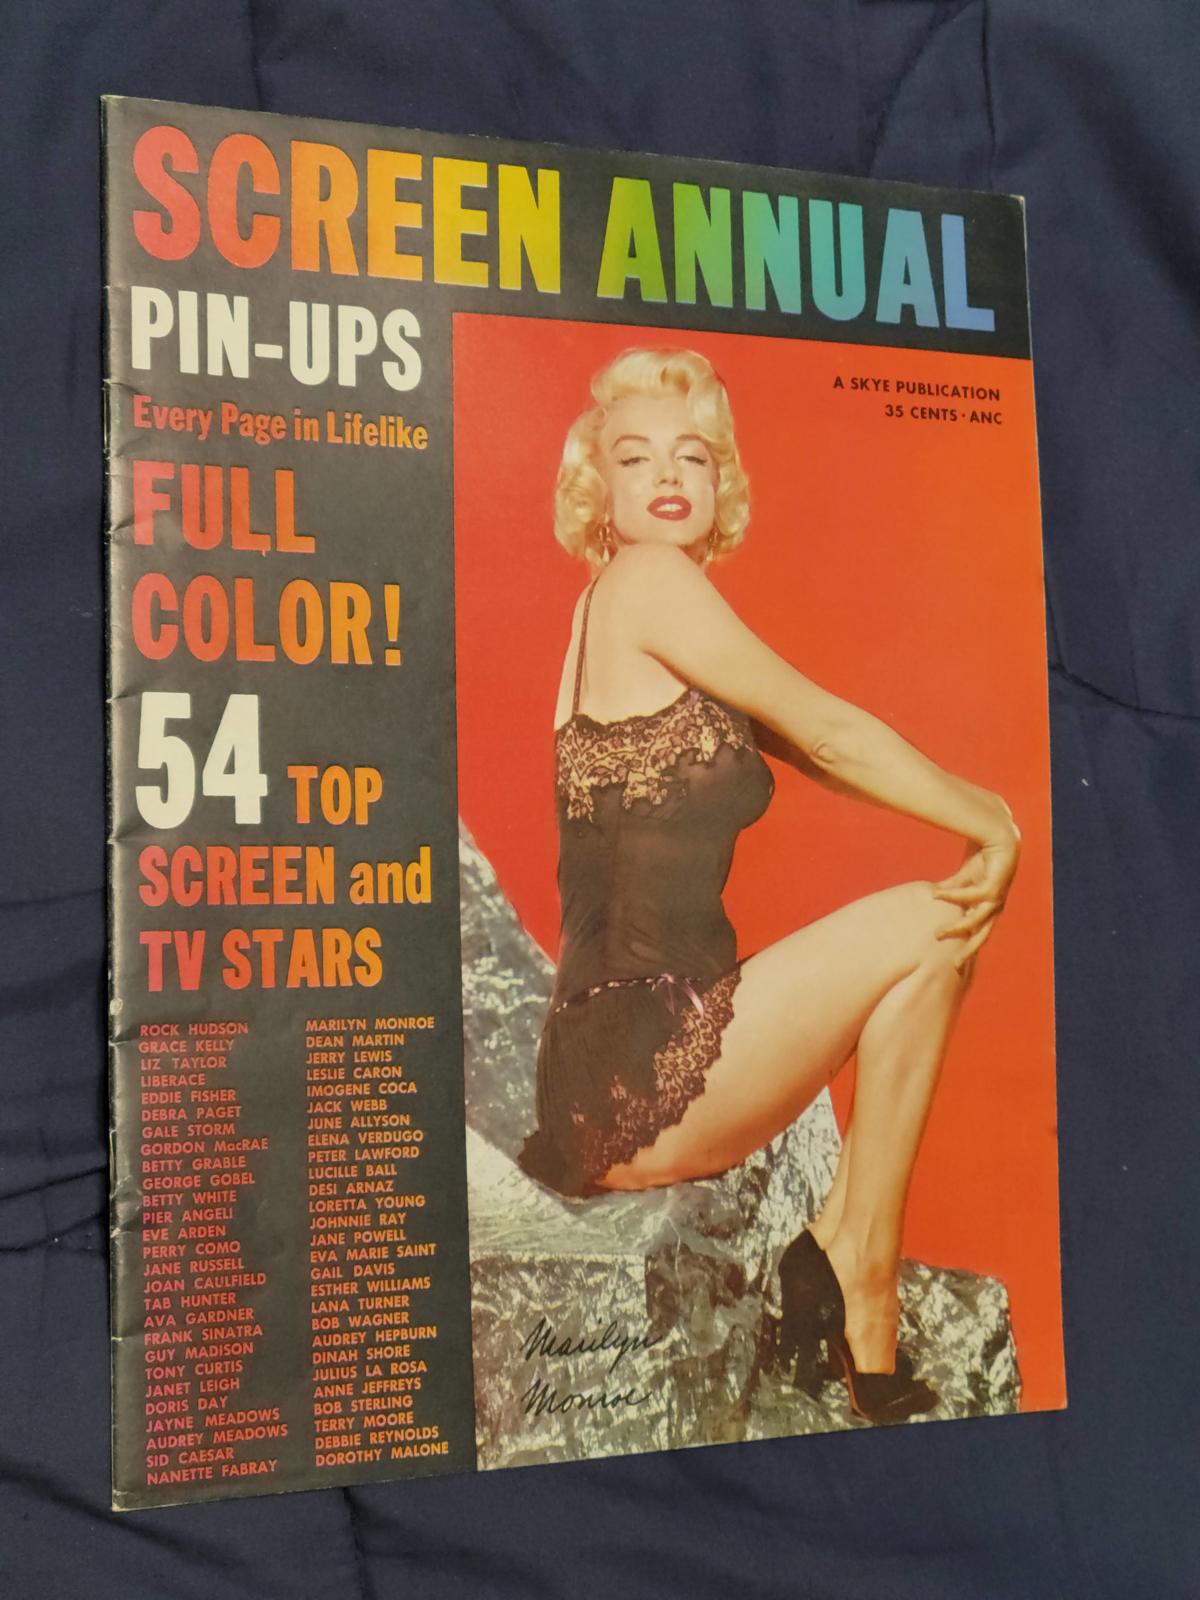 SCREEN ANNUAL
PIN-UPS
Every Page in Lifelike
FULL
COLOR!
54 TOP
SCREEN and
TV STARS
ROCK HUDSON
GRACE KELLY
LIZ TAYLOR
LIBERACE
EDDIE FISHER
DEBRA PAGET
GALE STORM
GORDON MacRAE
BETTY GRABLE
GEORGE GOBEL
BETTY WHITE
PIER ANGELI
EVE ARDEN
PERRY COMO
JANE RUSSELL
JOAN CAULFIELD
TAB HUNTER
AVA GARDNER
FRANK SINATRA
GUY MADISON
TONY CURTIS
JANET LEIGH
DORIS DAY
JAYNE MEADOWS
AUDREY MEADOWS
SID CAESAR
NANETTE FABRAY
MARILYN MONROE
DEAN MARTIN
JERRY LEWIS
LESLIE CARON
IMOGENE COCA
JACK WEBB
JUNE ALLYSON
ELENA VERDUGO
PETER LAWFORD
LUCILLE BALL
DESI ARNAZ
LORETTA YOUNG
JOHNNIE RAY
JANE POWELL
EVA MARIE SAINT
GAIL DAVIS
ESTHER WILLIAMS
LANA TURNER
BOB WAGNER
AUDREY HEPBURN
DINAH SHORE
JULIUS LA ROSA
ANNE JEFFREYS
BOB STERLING
TERRY MOORE
DEBBIE REYNOLDS
DOROTHY MALONE
A SKYE PUBLICATION
35 CENTS · ANC
Marilyn
Monroe